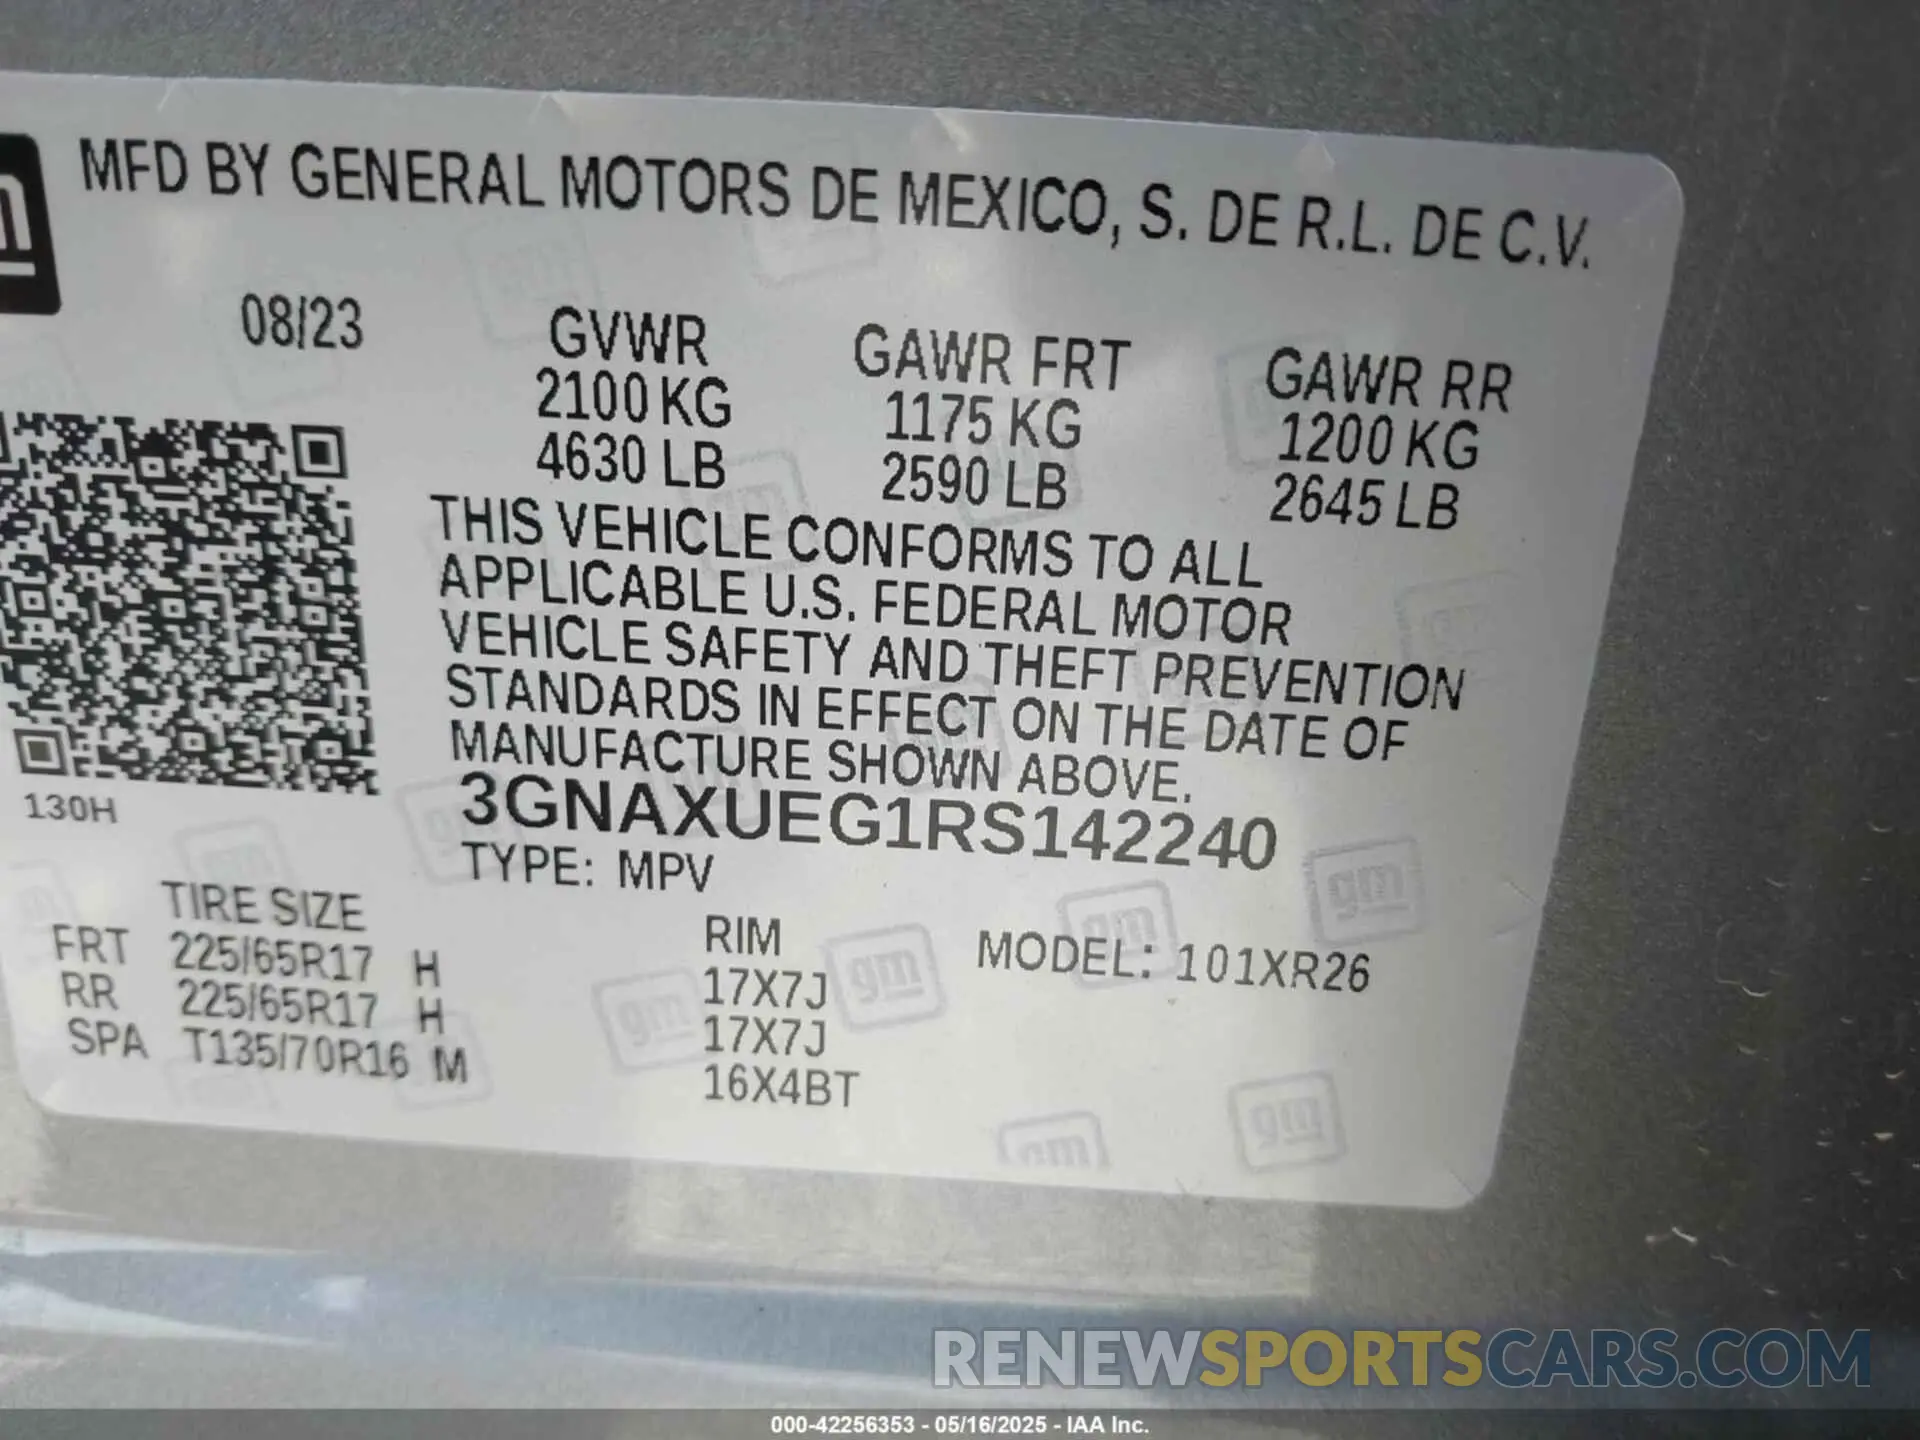 MFD BY GENERAL MOTORS DE MEXICO, S. DE R.L. DE C.V.
08/23 GVWR GAWR FRT GAWR RR
2100 KG 1175 KG 1200 KG
4630 LB 2590 LB 2645 LB
THIS VEHICLE CONFORMS TO ALL
APPLICABLE U.S. FEDERAL MOTOR
VEHICLE SAFETY AND THEFT PREVENTION
STANDARDS IN EFFECT ON THE DATE OF
MANUFACTURE SHOWN ABOVE.
130H
3GNAXUEG1RS142240
TYPE: MPV
TIRE SIZE RIM MODEL: 101XR26
FRT 225/65R17 H 17X7J
RR 225/65R17 H 17X7J
SPA T135/70R16 M 16X4BT
gm
RENEWSPORTSCARS.COM
000-42256353 - 05/16/2025 - IAA Inc.